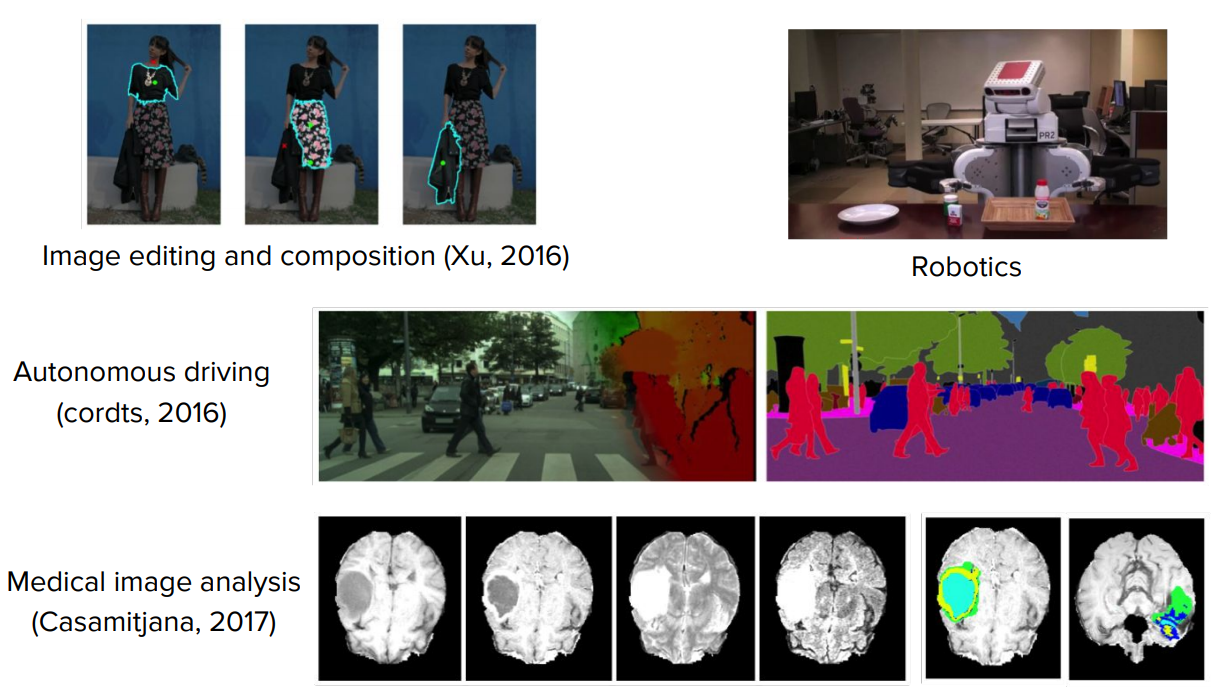 PR2
Image editing and composition (Xu, 2016)
Robotics
Autonomous driving
(cordts, 2016)
Medical image analysis
(Casamitjana, 2017)